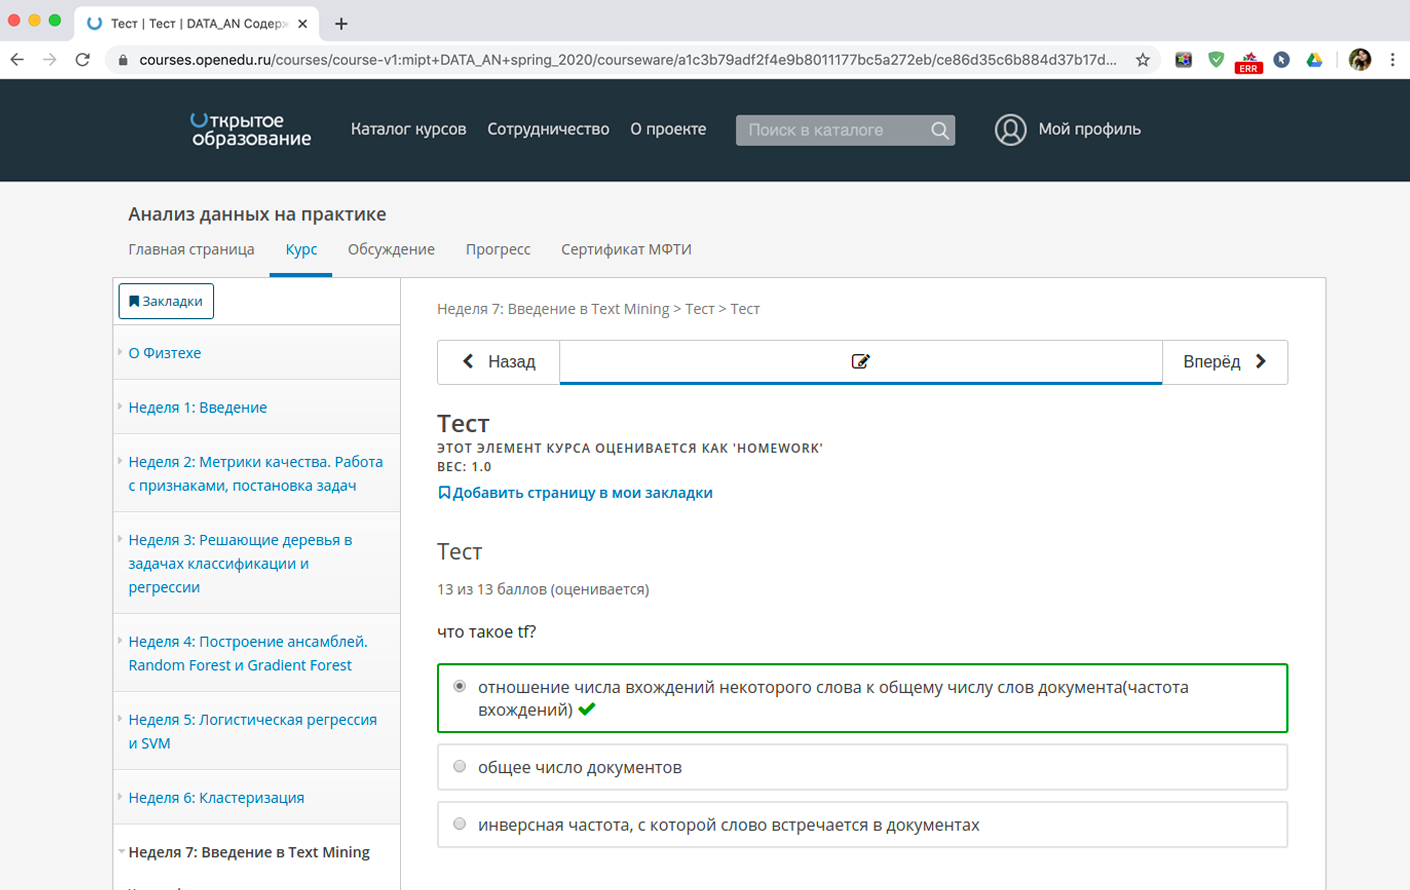 Тест | Тест | DATA_AN Содерж
courses.openedu.ru/courses/course-v1:mipt+DATA_AN+spring_2020/courseware/a1c3b79adf2f4e9b8011177bc5a272eb/ce86d35c6b884d37b17d...
ERR
Открытое
образование
Каталог курсов
Сотрудничество
О проекте
Поиск в каталоге
Мой профиль
Анализ данных на практике
Главная страница
Курс
Обсуждение
Прогресс
Сертификат МФТИ
Закладки
О Физтехе
Неделя 1: Введение
Неделя 2: Метрики качества. Работа
с признаками, постановка задач
Неделя 3: Решающие деревья в
задачах классификации и
регрессии
Неделя 4: Построение ансамблей.
Random Forest и Gradient Forest
Неделя 5: Логистическая регрессия
и SVM
Неделя 6: Кластеризация
Неделя 7: Введение в Text Mining
Неделя 7: Введение в Text Mining > Тест > Тест
Назад
Вперёд
Тест
ЭТОТ ЭЛЕМЕНТ КУРСА ОЦЕНИВАЕТСЯ КАК 'HOMEWORK'
ВЕС: 1.0
Добавить страницу в мои закладки
Тест
13 из 13 баллов (оценивается)
что такое tf?
отношение числа вхождений некоторого слова к общему числу слов документа(частота
вхождений)
общее число документов
инверсная частота, с которой слово встречается в документах